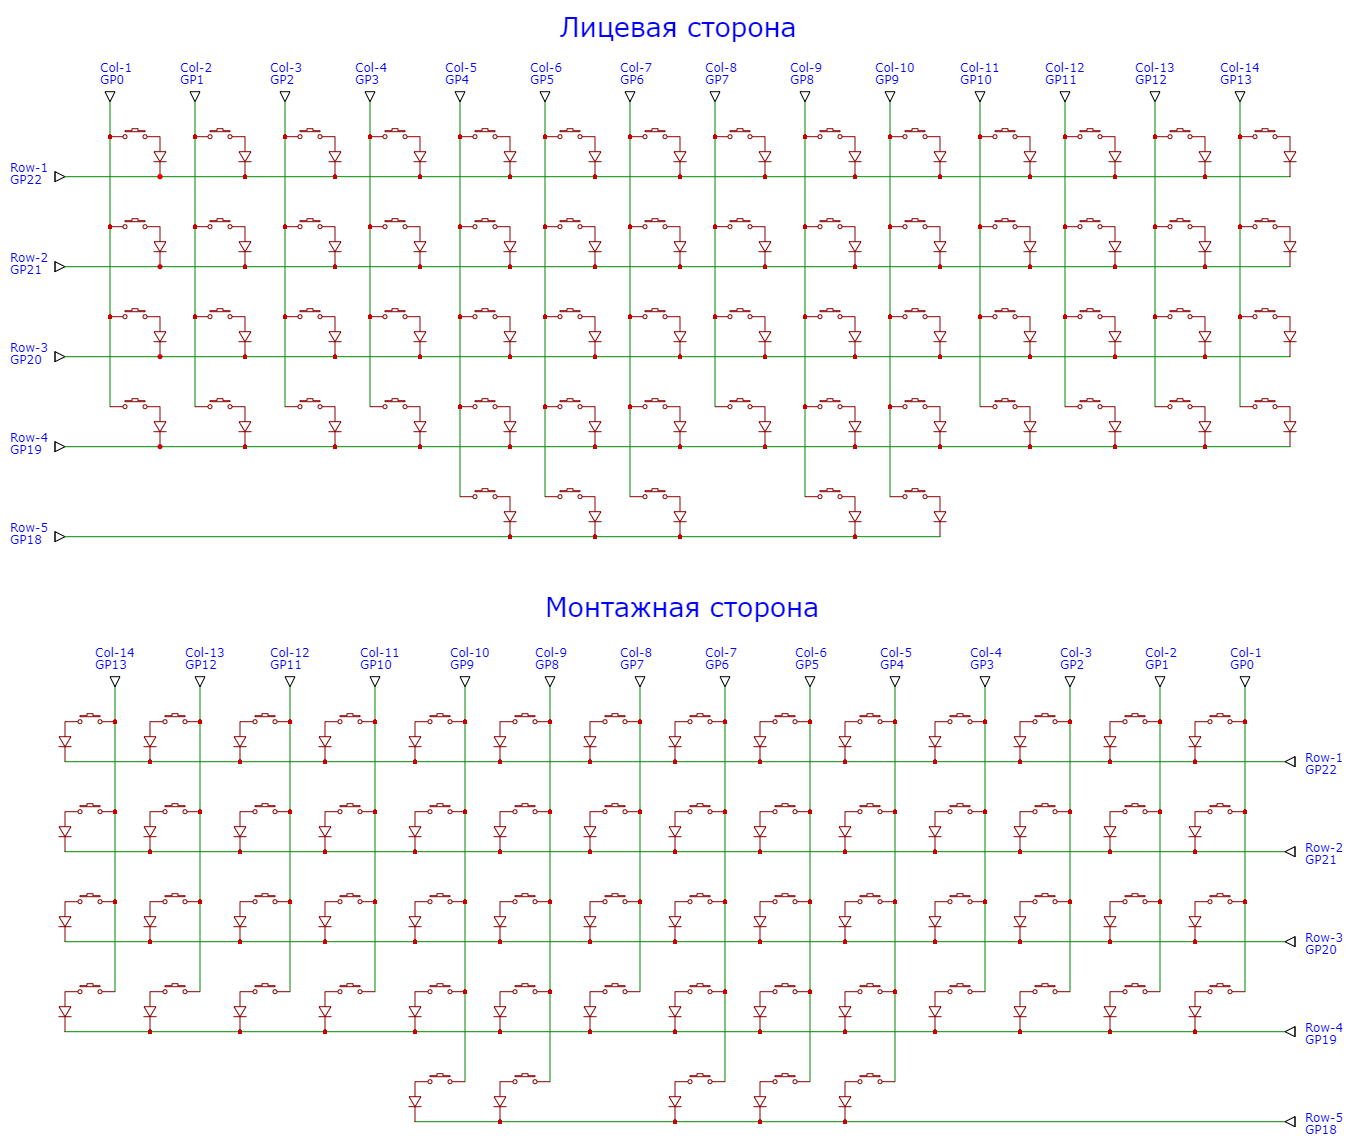 Лицевая сторона
Col-1 Col-2 Col-3 Col-4 Col-5 Col-6 Col-7 Col-8 Col-9 Col-10 Col-11 Col-12 Col-13 Col-14
GP0 GP1 GP2 GP3 GP4 GP5 GP6 GP7 GP8 GP9 GP10 GP11 GP12 GP13
Row-1
GP22
Row-2
GP21
Row-3
GP20
Row-4
GP19
Row-5
GP18
Монтажная сторона
Col-14 Col-13 Col-12 Col-11 Col-10 Col-9 Col-8 Col-7 Col-6 Col-5 Col-4 Col-3 Col-2 Col-1
GP13 GP12 GP11 GP10 GP9 GP8 GP7 GP6 GP5 GP4 GP3 GP2 GP1 GP0
Row-1
GP22
Row-2
GP21
Row-3
GP20
Row-4
GP19
Row-5
GP18